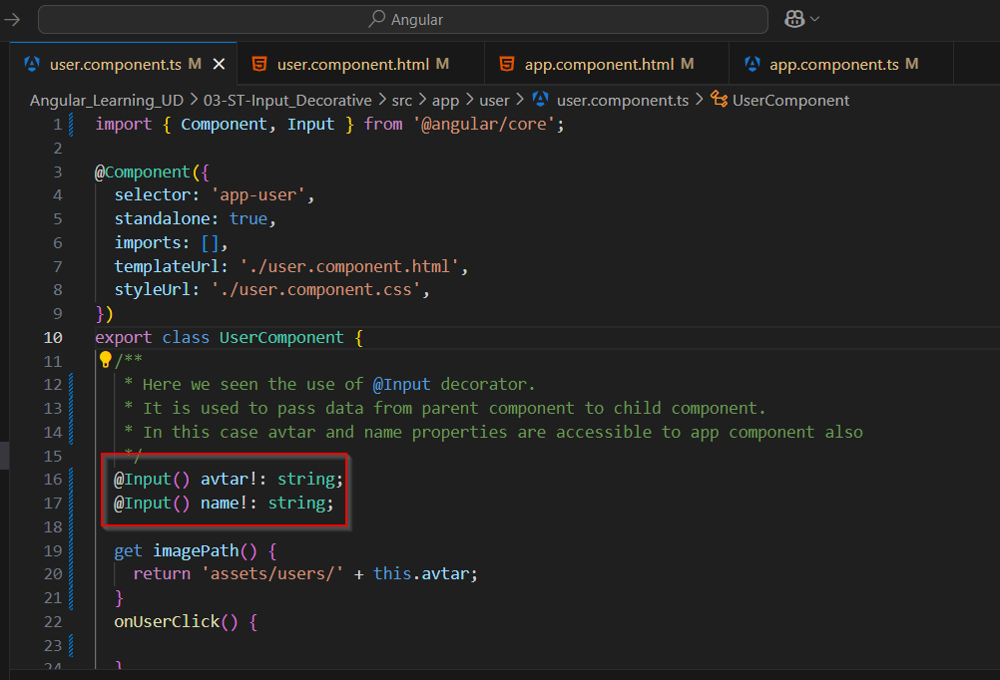 Angular
user.component.ts M
user.component.html M
app.component.html M
app.component.ts M
Angular_Learning_UD > 03-ST-Input_Decorative > src > app > user > user.component.ts > UserComponent
1 import { Component, Input } from '@angular/core';
2
3 @Component({
4 selector: 'app-user',
5 standalone: true,
6 imports: [],
7 templateUrl: './user.component.html',
8 styleUrl: './user.component.css',
9 })
10 export class UserComponent {
11 /**
12 * Here we seen the use of @Input decorator.
13 * It is used to pass data from parent component to child component.
14 * In this case avtar and name properties are accessible to app component also
15 */
16 @Input() avtar!: string;
17 @Input() name!: string;
18
19 get imagePath() {
20 return 'assets/users/' + this.avtar;
21 }
22 onUserClick() {
23
24 }